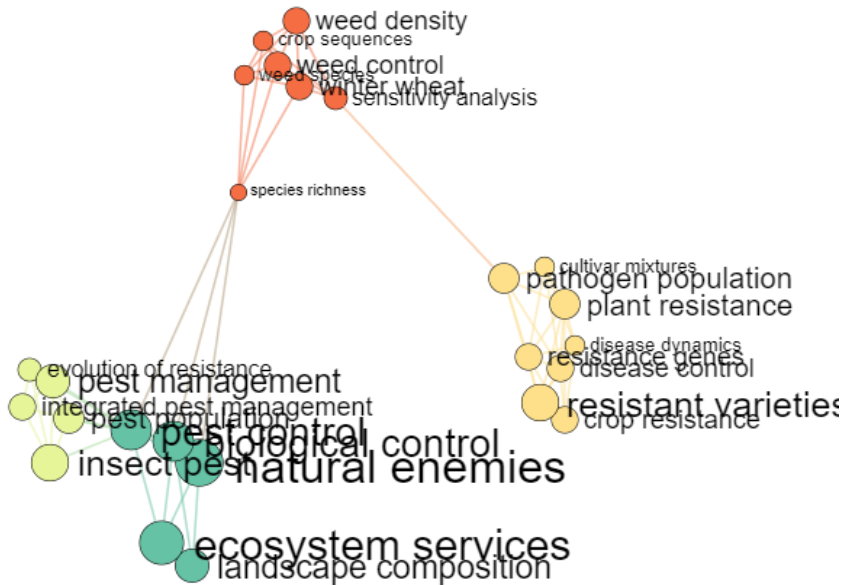 weed density
crop sequences
weed control
weed species
winter wheat
sensitivity analysis
species richness
cultivar mixtures
pathogen population
plant resistance
disease dynamics
resistance genes
disease control
resistant varieties
crop resistance
evolution of resistance
pest management
integrated pest management
pest population
pest control
biological control
insect pest
natural enemies
ecosystem services
landscape composition